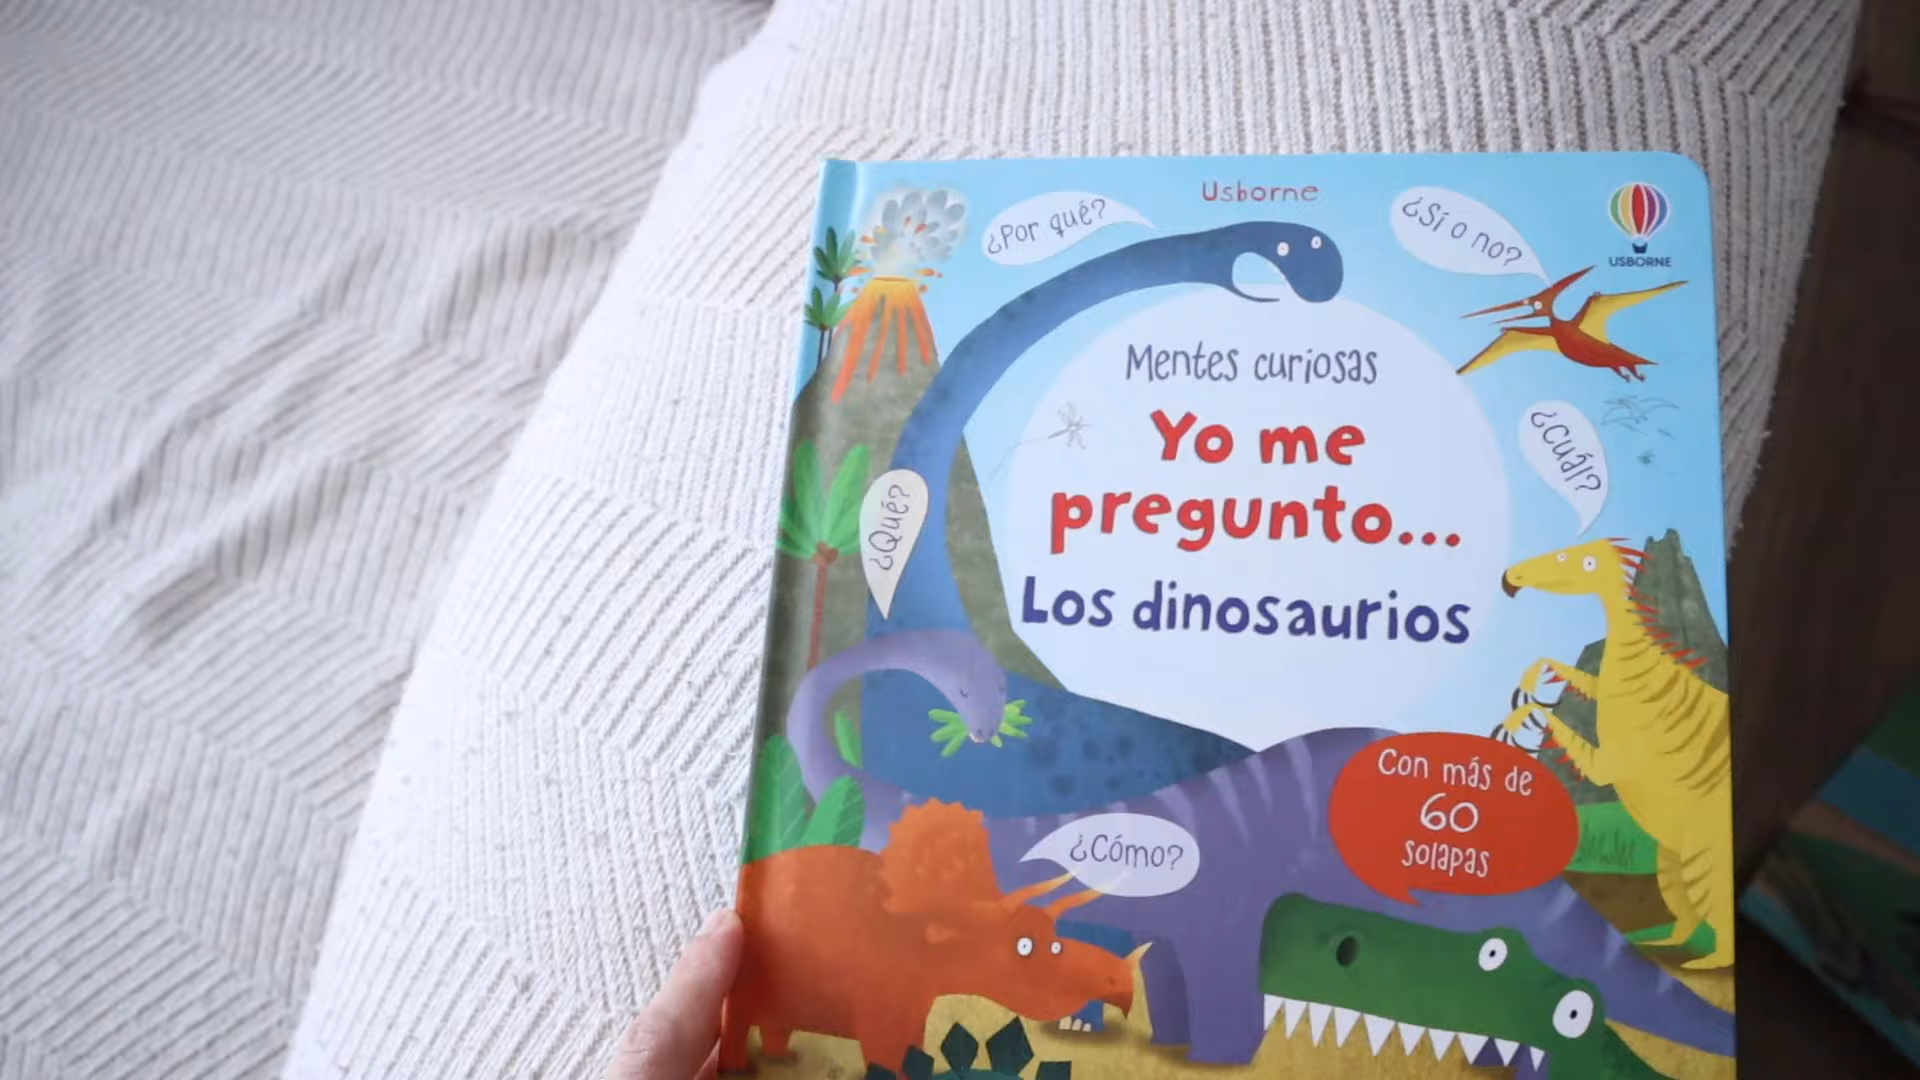 Usborne
¿Por qué?
¿Sí o no?
USBORNE
Mentes curiosas
Yo me
pregunto...
Los dinosaurios
¿Cuál?
¿Qué?
Con más de
60
solapas
¿Cómo?